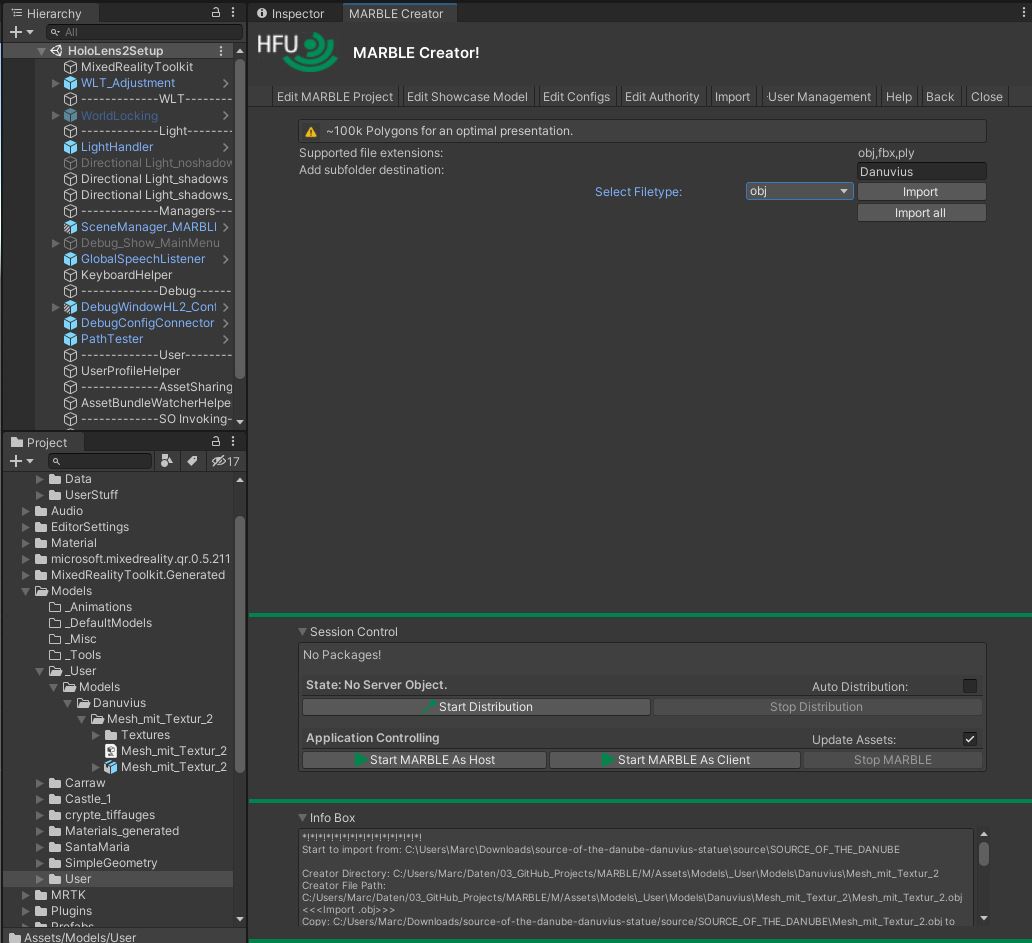 Hierarchy
All
HoloLens2Setup
MixedRealityToolkit
WLT_Adjustment
-------------WLT--------
WorldLocking
-------------Light-------
LightHandler
Directional Light_noshadow
Directional Light_shadows
Directional Light_shadows_
-------------Managers---
SceneManager_MARBLI
Debug_Show_MainMenu
GlobalSpeechListener
KeyboardHelper
-------------Debug------
DebugWindowHL2_Conf
DebugConfigConnector
PathTester
-------------User--------
UserProfileHelper
-------------AssetSharing
AssetBundleWatcherHelpe
-------------SO Invoking-
Project
17
Data
UserStuff
Audio
EditorSettings
Material
microsoft.mixedreality.qr.0.5.211
MixedRealityToolkit.Generated
Models
_Animations
_DefaultModels
_Misc
_Tools
_User
Models
Danuvius
Mesh_mit_Textur_2
Textures
Mesh_mit_Textur_2
Mesh_mit_Textur_2
Carraw
Castle_1
crypte_tiffauges
Materials_generated
SantaMaria
SimpleGeometry
User
MRTK
Plugins
Prefabs
Assets/Models/User
Inspector
MARBLE Creator
HFU
MARBLE Creator!
Edit MARBLE Project
Edit Showcase Model
Edit Configs
Edit Authority
Import
User Management
Help
Back
Close
~100k Polygons for an optimal presentation.
Supported file extensions:
obj,fbx,ply
Add subfolder destination:
Danuvius
Select Filetype:
obj
Import
Import all
Session Control
No Packages!
State: No Server Object.
Auto Distribution:
Start Distribution
Stop Distribution
Application Controlling
Update Assets:
Start MARBLE As Host
Start MARBLE As Client
Stop MARBLE
Info Box
*!*!*!*!*!*!*!*!*!*!*!*!*!*!*!
Start to import from: C:\Users\Marc\Downloads\source-of-the-danube-danuvius-statue\source\SOURCE_OF_THE_DANUBE
Creator Directory: C:/Users/Marc/Daten/03_GitHub_Projects/MARBLE/M/Assets\Models\_User\Models\Danuvius\Mesh_mit_Textur_2
Creator File Path:
C:/Users/Marc/Daten/03_GitHub_Projects/MARBLE/M/Assets\Models\_User\Models\Danuvius\Mesh_mit_Textur_2\Mesh_mit_Textur_2.obj
<<<Import .obj>>>
Copy: C:/Users/Marc/Downloads/source-of-the-danube-danuvius-statue/source/SOURCE_OF_THE_DANUBE\Mesh_mit_Textur_2.obj to